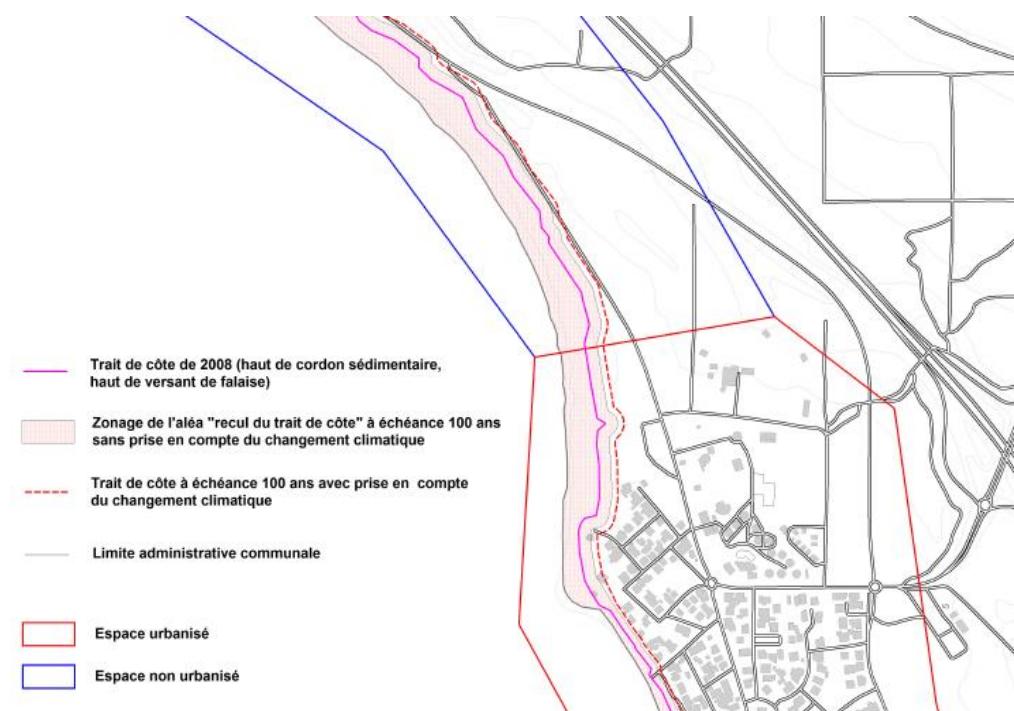 Trait de côte de 2008 (haut de cordon sédimentaire,
haut de versant de falaise)
Zonage de l'aléa "recul du trait de côte" à échéance 100 ans
sans prise en compte du changement climatique
Trait de côte à échéance 100 ans avec prise en compte
du changement climatique
Limite administrative communale
Espace urbanisé
Espace non urbanisé